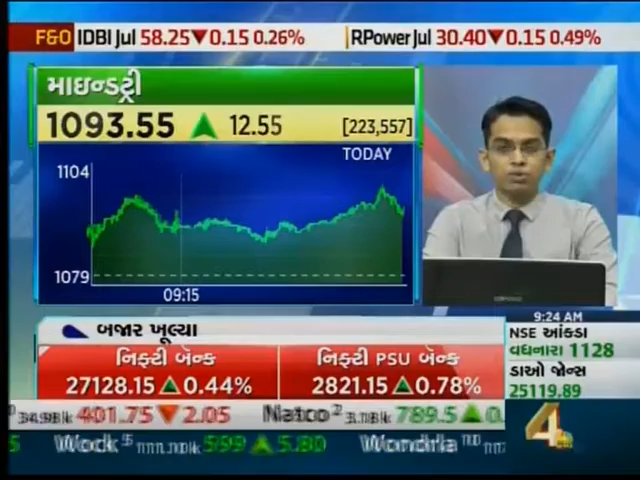 F&O IDBI Jul 58.25▼0.15 0.26% RPower Jul 30.40▼0.15 0.49%
માઇન્ડટ્રી
1093.55 ▲ 12.55 [223,557]
TODAY
1104
1079
09:15
9:24 AM
બજાર ખૂલ્યા
NSE આંકડા
વધનારા 1128
નિફ્ટી બૅન્ક નિફ્ટી PSU બૅન્ક
27128.15▲0.44% 2821.15▲0.78%
ડાઓ જોન્સ
25119.89
401.75▼2.05 Natco 789.5▲0
4
Wock 599▲5.80